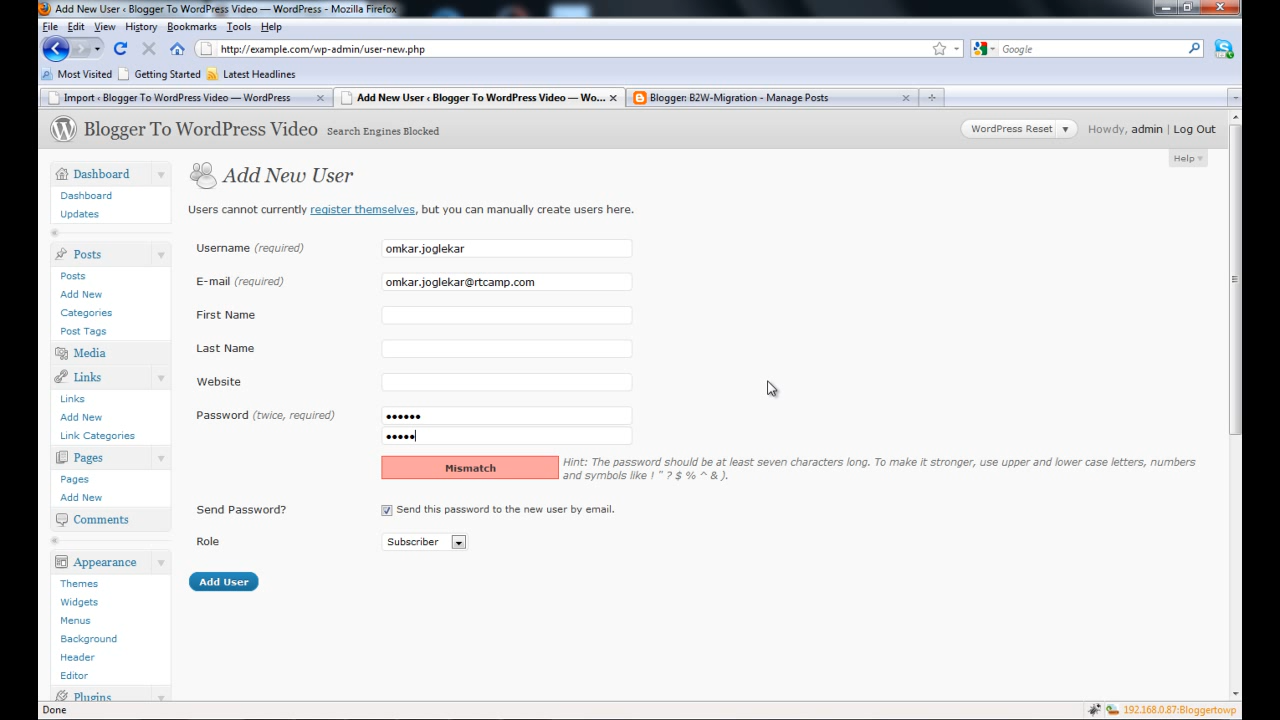 Add New User ‹ Blogger To WordPress Video — WordPress - Mozilla Firefox
File Edit View History Bookmarks Tools Help
http://example.com/wp-admin/user-new.php
Google
Most Visited Getting Started Latest Headlines
Import ‹ Blogger To WordPress Video — WordPress
Add New User ‹ Blogger To WordPress Video — Wo...
Blogger: B2W-Migration - Manage Posts
Blogger To WordPress Video Search Engines Blocked
WordPress Reset
Howdy, admin | Log Out
Help
Dashboard
Dashboard
Updates
Posts
Posts
Add New
Categories
Post Tags
Media
Links
Links
Add New
Link Categories
Pages
Pages
Add New
Comments
Appearance
Themes
Widgets
Menus
Background
Header
Editor
Plugins
Add New User
Users cannot currently register themselves, but you can manually create users here.
Username (required) omkar.joglekar
E-mail (required) omkar.joglekar@rtcamp.com
First Name
Last Name
Website
Password (twice, required) ••••••
•••••
Mismatch
Hint: The password should be at least seven characters long. To make it stronger, use upper and lower case letters, numbers
and symbols like ! " ? $ % ^ & ).
Send Password? Send this password to the new user by email.
Role Subscriber
Add User
Done
192.168.0.87:Bloggertowp